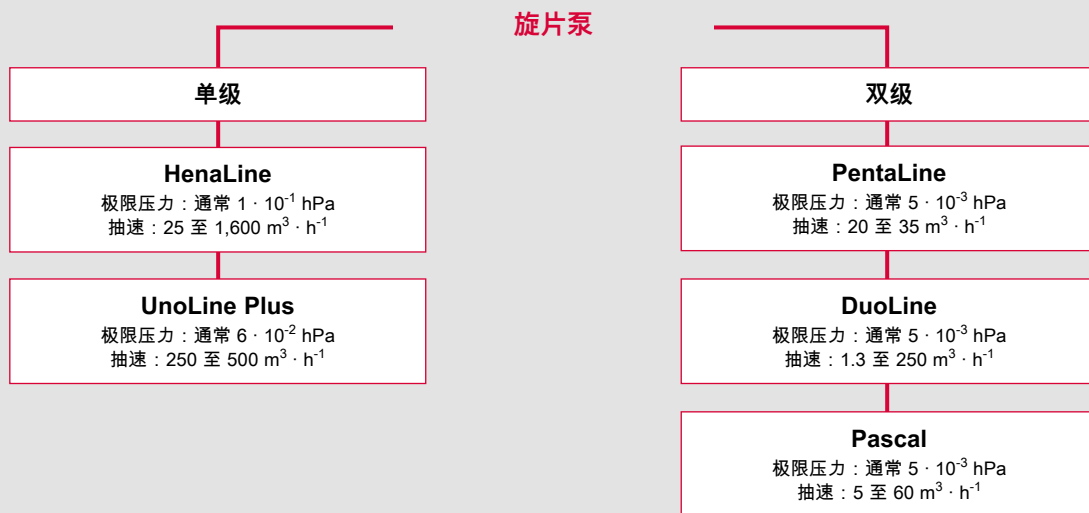 旋片泵
单级
HenaLine
极限压力：通常 1 · 10⁻¹ hPa
抽速：25 至 1,600 m³ · h⁻¹
UnoLine Plus
极限压力：通常 6 · 10⁻² hPa
抽速：250 至 500 m³ · h⁻¹
双级
PentaLine
极限压力：通常 5 · 10⁻³ hPa
抽速：20 至 35 m³ · h⁻¹
DuoLine
极限压力：通常 5 · 10⁻³ hPa
抽速：1.3 至 250 m³ · h⁻¹
Pascal
极限压力：通常 5 · 10⁻³ hPa
抽速：5 至 60 m³ · h⁻¹